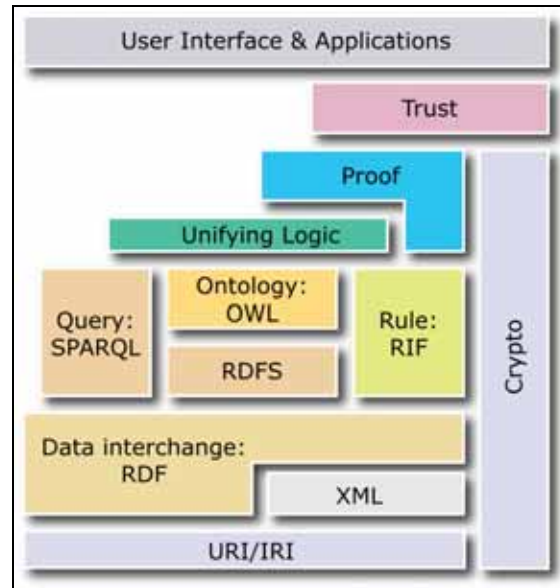 User Interface & Applications
Trust
Proof
Unifying Logic
Query:
SPARQL
Ontology:
OWL
RDFS
Rule:
RIF
Crypto
Data interchange:
RDF
XML
URI/IRI